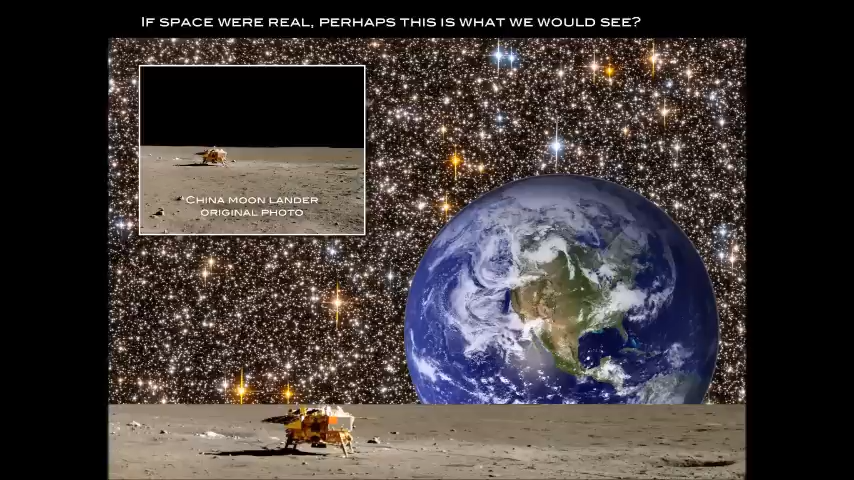 If space were real, perhaps this is what we would see?
*China moon lander
original photo